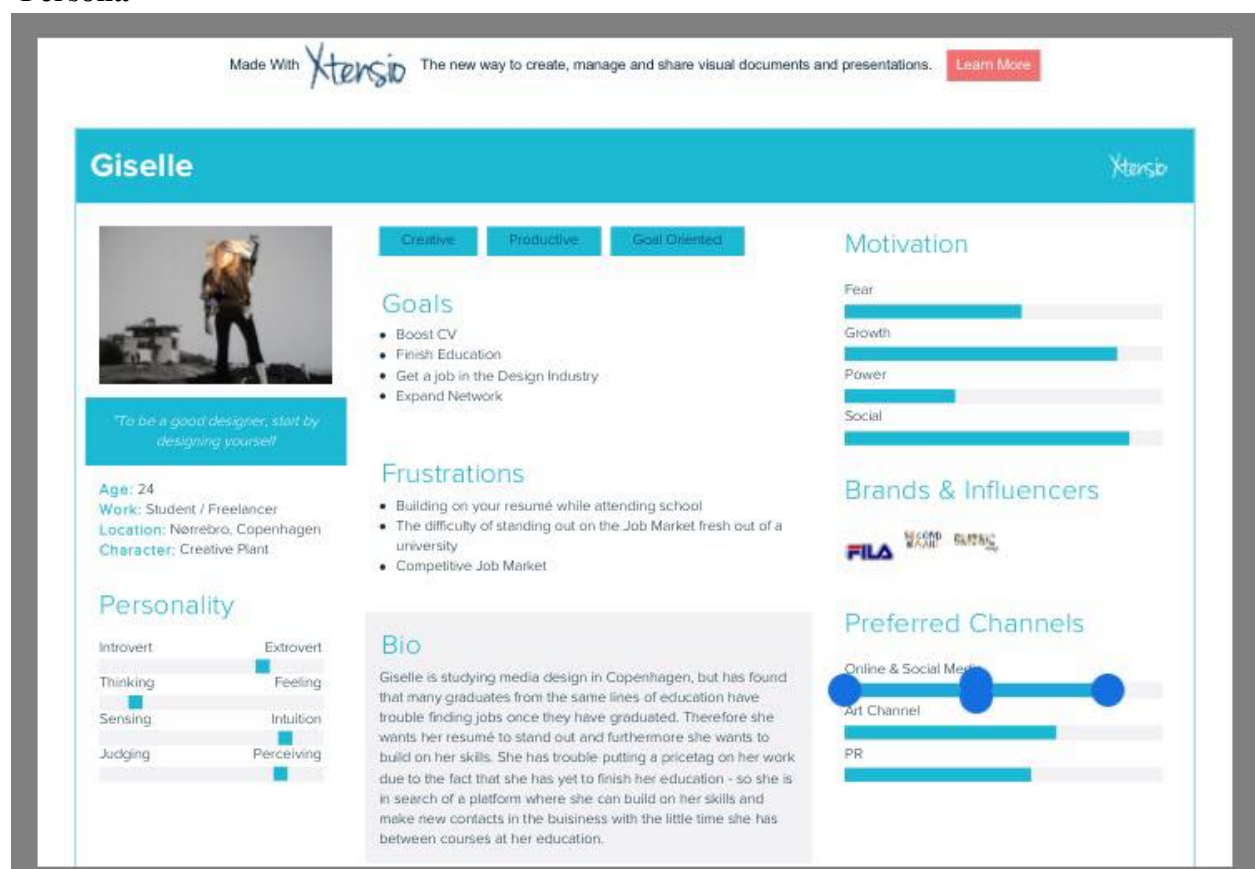 Made With Xtensio The new way to create, manage and share visual documents and presentations. Learn More
Giselle
Xtensio
"To be a good designer, start by
designing yourself
Age: 24
Work: Student / Freelancer
Location: Nørrebro, Copenhagen
Character: Creative Plant
Personality
Introvert Extrovert
Thinking Feeling
Sensing Intuition
Judging Perceiving
Creative Productive Goal Oriented
Goals
• Boost CV
• Finish Education
• Get a job in the Design Industry
• Expand Network
Frustrations
• Building on your resumé while attending school
• The difficulty of standing out on the Job Market fresh out of a
university
• Competitive Job Market
Bio
Giselle is studying media design in Copenhagen, but has found
that many graduates from the same lines of education have
trouble finding jobs once they have graduated. Therefore she
wants her resumé to stand out and furthermore she wants to
build on her skills. She has trouble putting a pricetag on her work
due to the fact that she has yet to finish her education - so she is
in search of a platform where she can build on her skills and
make new contacts in the buisiness with the little time she has
between courses at her education.
Motivation
Fear
Growth
Power
Social
Brands & Influencers
FILA
Preferred Channels
Online & Social Media
Art Channel
PR